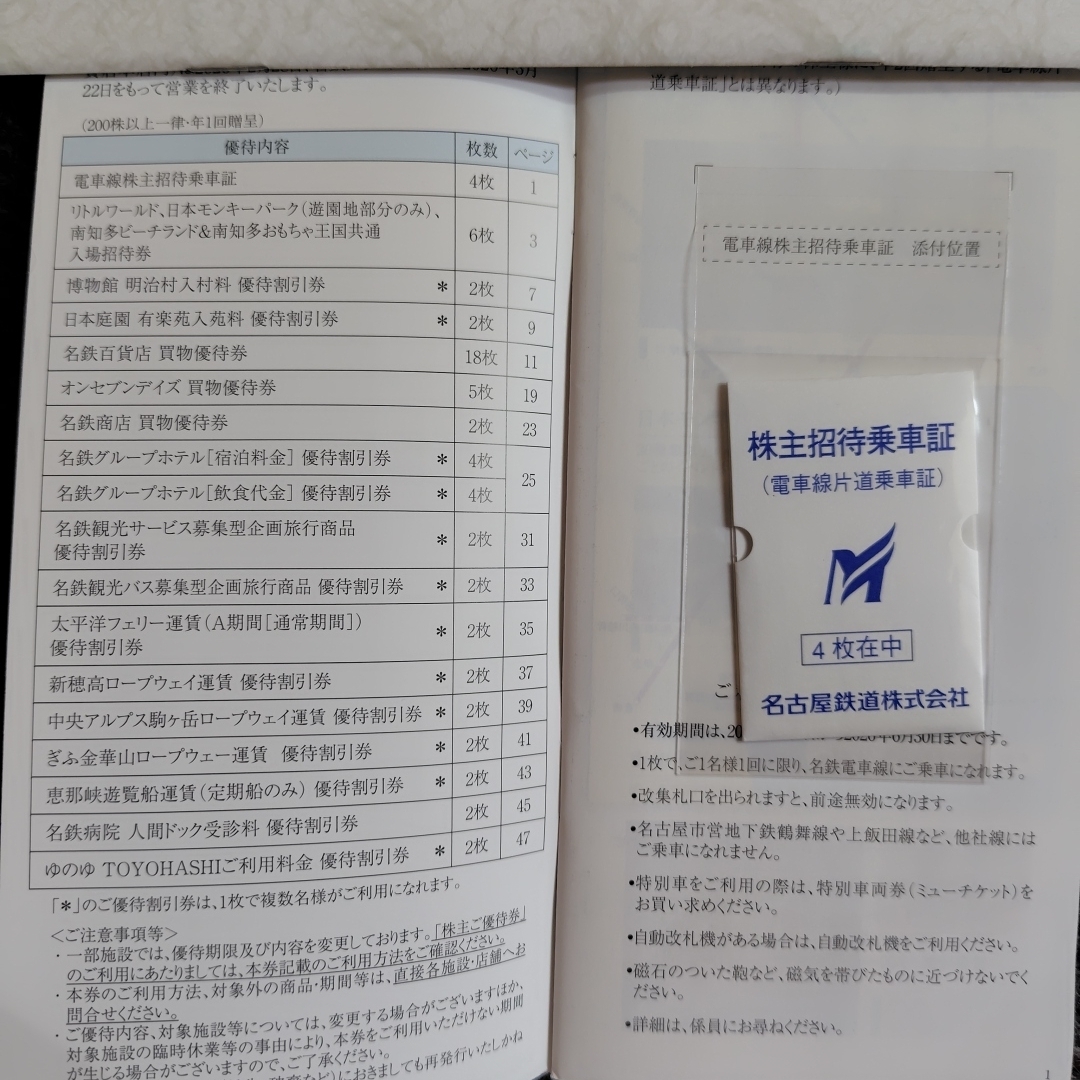 22日をもって営業を終了いたします。
（200株以上一律・年1回贈呈）
優待内容 枚数 ページ
電車線株主招待乗車証 4枚 1
リトルワールド、日本モンキーパーク（遊園地部分のみ）、
南知多ビーチランド&南知多おもちゃ王国共通
入場招待券 6枚 3
博物館 明治村入村料 優待割引券 ＊ 2枚 7
日本庭園 有楽苑入苑料 優待割引券 ＊ 2枚 9
名鉄百貨店 買物優待券 18枚 11
オンセブンデイズ 買物優待券 5枚 19
名鉄商店 買物優待券 2枚 23
名鉄グループホテル［宿泊料金］ 優待割引券 ＊ 4枚 25
名鉄グループホテル［飲食代金］ 優待割引券 ＊ 4枚
名鉄観光サービス募集型企画旅行商品
優待割引券 ＊ 2枚 31
名鉄観光バス募集型企画旅行商品 優待割引券 ＊ 2枚 33
太平洋フェリー運賃（A期間［通常期間］）
優待割引券 ＊ 2枚 35
新穂高ロープウェイ運賃 優待割引券 ＊ 2枚 37
中央アルプス駒ヶ岳ロープウェイ運賃 優待割引券 ＊ 2枚 39
ぎふ金華山ロープウェー運賃 優待割引券 ＊ 2枚 41
恵那峡遊覧船運賃（定期船のみ） 優待割引券 ＊ 2枚 43
名鉄病院 人間ドック受診料 優待割引券 2枚 45
ゆのゆ TOYOHASHIご利用料金 優待割引券 ＊ 2枚 47
「＊」のご優待割引券は、1枚で複数名様がご利用になれます。
＜ご注意事項等＞
・一部施設では、優待期限及び内容を変更しております。「株主ご優待券」
のご利用にあたりましては、本券記載のご利用方法をご確認ください。
・本券のご利用方法、対象外の商品・期間等は、直接各施設・店舗へお
問合せください。
・ご優待内容、対象施設等については、変更する場合がございますほか、
対象施設の臨時休業等の事由により、本券をご利用いただけない期間
が生じる場合がございますので、ご了承ください。
におきましても再発行いたしかね
道乗車証」とは異なります。）
電車線株主招待乗車証 添付位置
株主招待乗車証
（電車線片道乗車証）
4枚在中
名古屋鉄道株式会社
•有効期間は、20 2026年6月30日までです。
•1枚で、ご1名様1回に限り、名鉄電車線にご乗車になれます。
•改集札口を出られますと、前途無効になります。
•名古屋市営地下鉄鶴舞線や上飯田線など、他社線には
ご乗車になれません。
•特別車をご利用の際は、特別車両券（ミューチケット）を
お買い求めください。
•自動改札機がある場合は、自動改札機をご利用ください。
•磁石のついた鞄など、磁気を帯びたものに近づけないでく
ださい。
•詳細は、係員にお尋ねください。
1